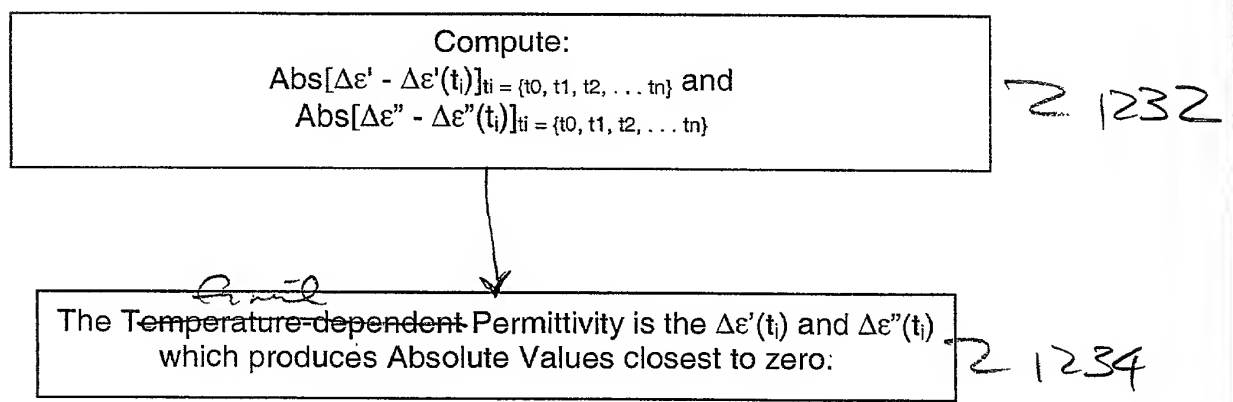 Compute:
Abs[Δε' - Δε'(tᵢ)]ti = {t0, t1, t2, . . . tn} and
Abs[Δε" - Δε"(tᵢ)]ti = {t0, t1, t2, . . . tn}
1232
The Temperature-dependent Permittivity is the Δε'(tᵢ) and Δε"(tᵢ)
which produces Absolute Values closest to zero.
1234